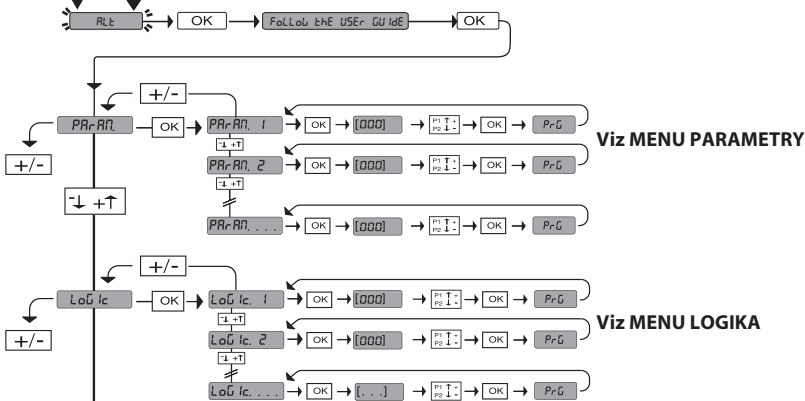 ALt OK FoLLoW thE USEr GUIdE OK
+/-
PArAM. OK PArAM. 1 OK [000] P1 ↑ + P2 ↓ - OK PrG
Viz MENU PARAMETRY
+/-
-↓ +↑
PArAM. 2 OK [000] P1 ↑ + P2 ↓ - OK PrG
-↓ +↑
-↓ +↑
PArAM. . . . OK [000] P1 ↑ + P2 ↓ - OK PrG
+/-
LoGIc OK LoGIc. 1 OK [000] P1 ↑ + P2 ↓ - OK PrG
Viz MENU LOGIKA
+/-
-↓ +↑
LoGIc. 2 OK [000] P1 ↑ + P2 ↓ - OK PrG
-↓ +↑
LoGIc. . . . OK [. . .] P1 ↑ + P2 ↓ - OK PrG